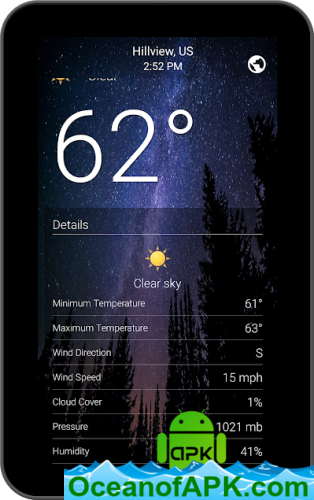 Hillview, US
2:52 PM
Clear
62°
Details
Clear sky
Minimum Temperature 61°
Maximum Temperature 63°
Wind Direction S
Wind Speed 15 mph
Cloud Cover 1%
Pressure 1021 mb
Humidity 41%
APK
OceanofAPK.com